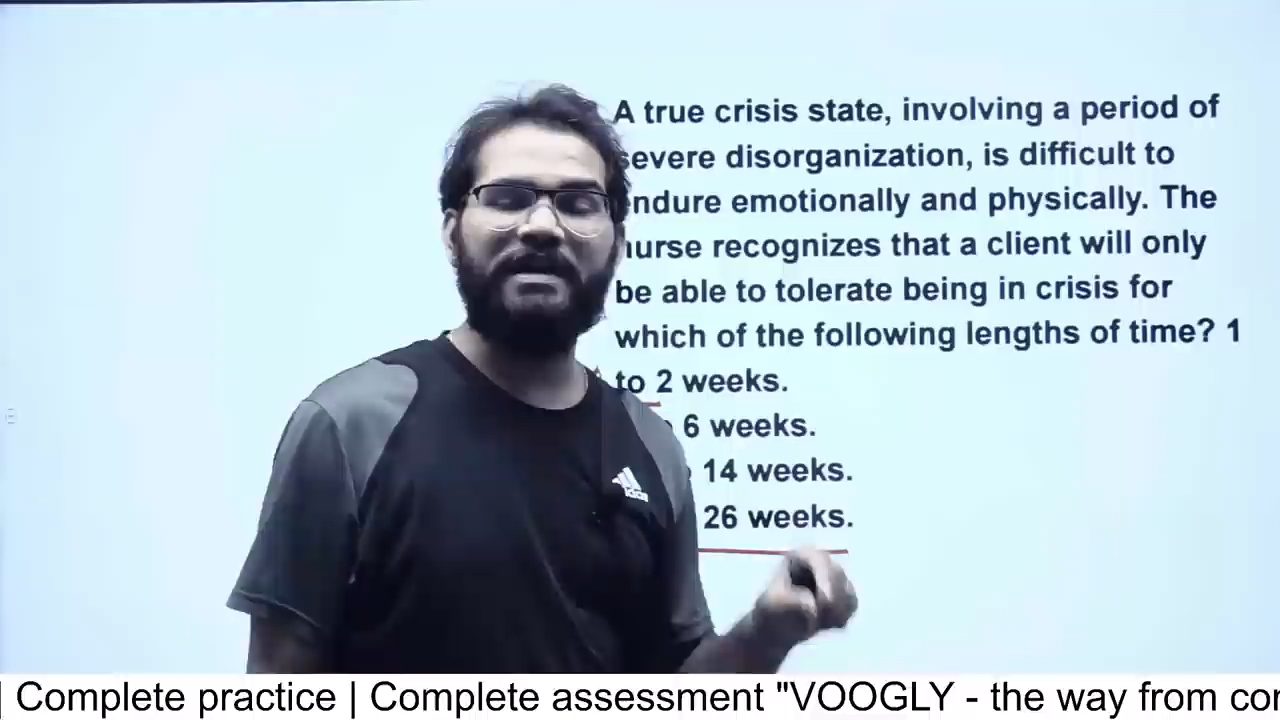 A true crisis state, involving a period of
severe disorganization, is difficult to
endure emotionally and physically. The
nurse recognizes that a client will only
be able to tolerate being in crisis for
which of the following lengths of time? 1
to 2 weeks.
6 weeks.
14 weeks.
26 weeks.
| Complete practice | Complete assessment "VOOGLY - the way from